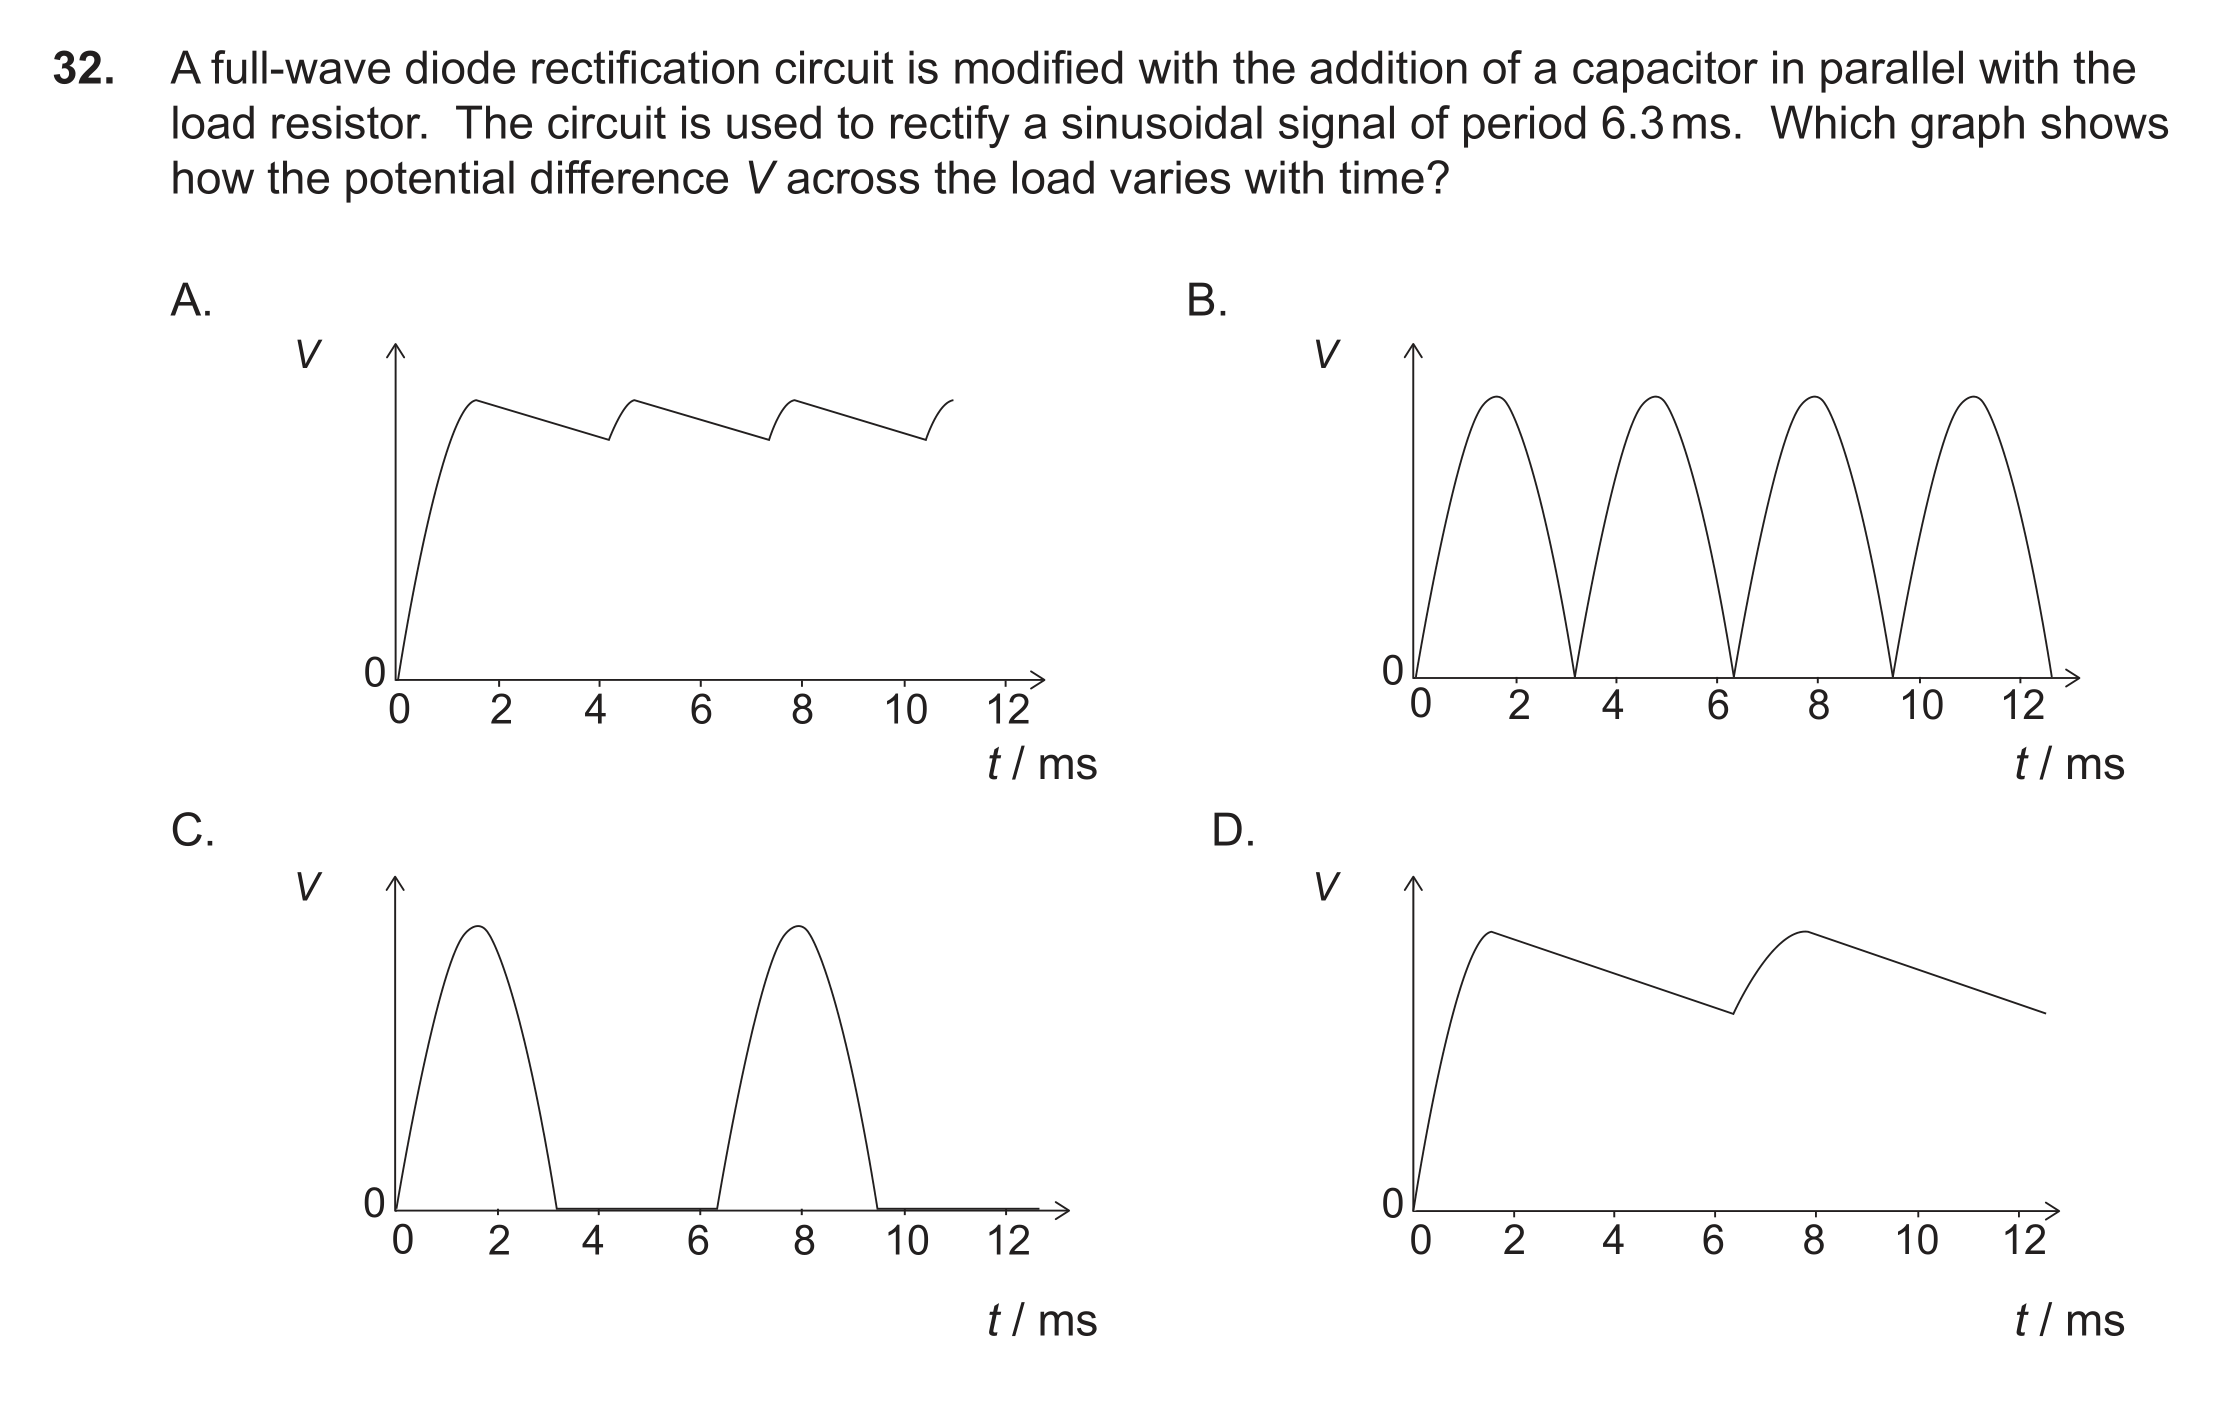 32. A full-wave diode rectification circuit is modified with the addition of a capacitor in parallel with the
load resistor. The circuit is used to rectify a sinusoidal signal of period 6.3 ms. Which graph shows
how the potential difference V across the load varies with time?
A.
B.
V
V
0
0
0 2 4 6 8 10 12
0 2 4 6 8 10 12
t / ms
t / ms
C.
D.
V
V
0
0
0 2 4 6 8 10 12
0 2 4 6 8 10 12
t / ms
t / ms